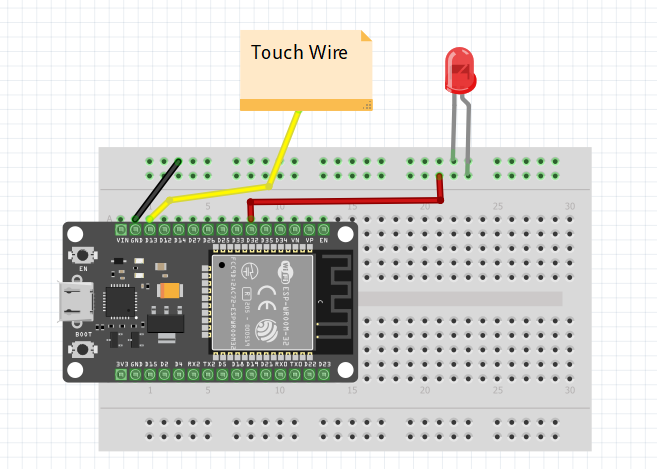 Touch Wire
A
10
15
20
25
30
VIN GND D13 D12 D14 D27 D26 D25 D33 D32 D35 D34 VN VP EN
EN
WiFi
ESP-WROOM-32
CE
BOOT
3V3 GND D15 D2 D4 RX2 TX2 D5 D18 D19 D21 RX0 TX0 D22 D23
1
5
10
15
20
25
30